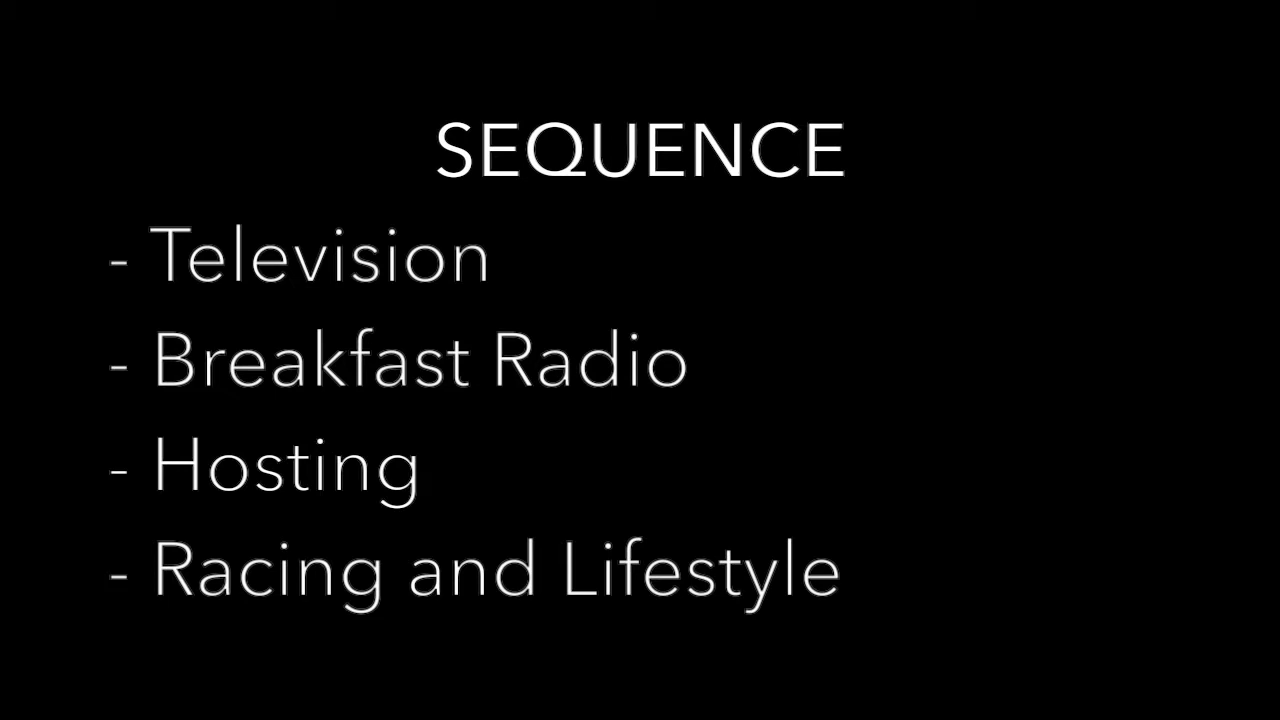 SEQUENCE
- Television
- Breakfast Radio
- Hosting
- Racing and Lifestyle